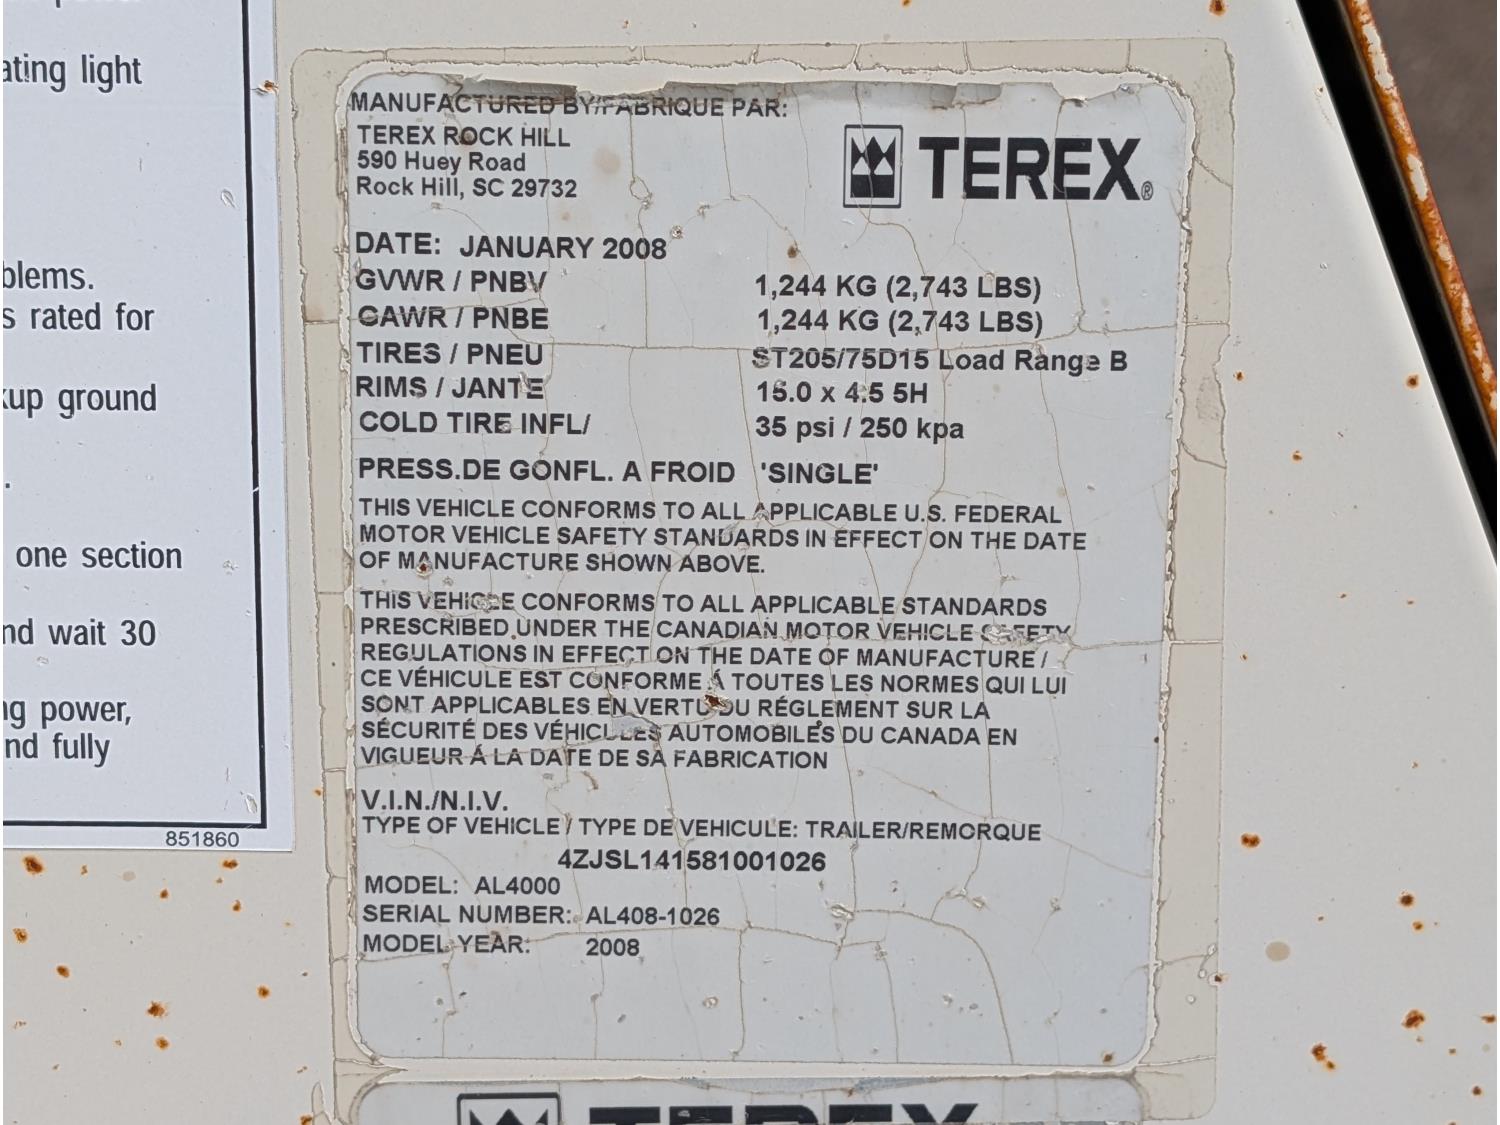 ating light
blems.
s rated for
kup ground
.
one section
nd wait 30
ng power,
nd fully
851860
MANUFACTURED BY/FABRIQUE PAR:
TEREX ROCK HILL
590 Huey Road
Rock Hill, SC 29732
TEREX®
DATE: JANUARY 2008
GVWR / PNBV 1,244 KG (2,743 LBS)
GAWR / PNBE 1,244 KG (2,743 LBS)
TIRES / PNEU ST205/75D15 Load Range B
RIMS / JANTE 15.0 x 4.5 5H
COLD TIRE INFL/ 35 psi / 250 kpa
PRESS.DE GONFL. A FROID 'SINGLE'
THIS VEHICLE CONFORMS TO ALL APPLICABLE U.S. FEDERAL
MOTOR VEHICLE SAFETY STANDARDS IN EFFECT ON THE DATE
OF MANUFACTURE SHOWN ABOVE.
THIS VEHICLE CONFORMS TO ALL APPLICABLE STANDARDS
PRESCRIBED UNDER THE CANADIAN MOTOR VEHICLE SAFETY
REGULATIONS IN EFFECT ON THE DATE OF MANUFACTURE /
CE VÉHICULE EST CONFORME Á TOUTES LES NORMES QUI LUI
SONT APPLICABLES EN VERTU DU RÉGLEMENT SUR LA
SÉCURITÉ DES VÉHICULES AUTOMOBILES DU CANADA EN
VIGUEUR Á LA DATE DE SA FABRICATION
V.I.N./N.I.V.
TYPE OF VEHICLE / TYPE DE VEHICULE: TRAILER/REMORQUE
4ZJSL141581001026
MODEL: AL4000
SERIAL NUMBER: AL408-1026
MODEL YEAR: 2008
TEREX